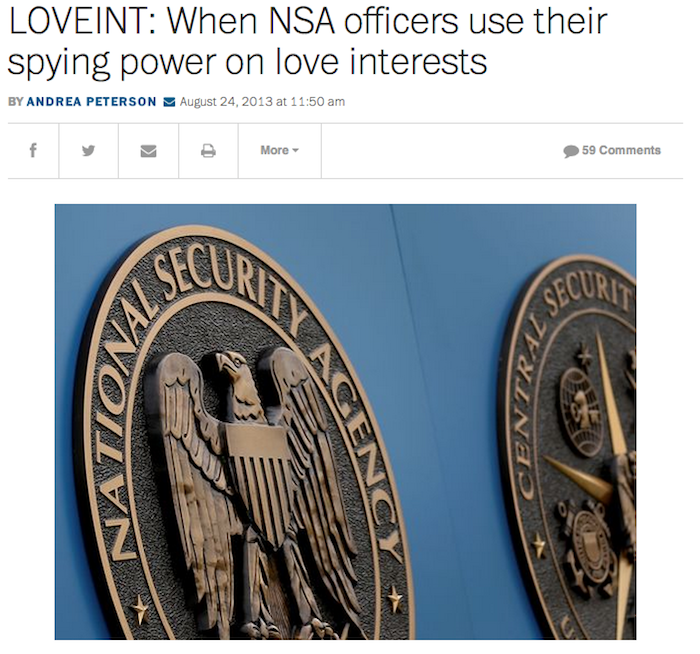 LOVEINT: When NSA officers use their
spying power on love interests
BY ANDREA PETERSON August 24, 2013 at 11:50 am
f More 59 Comments
NATIONAL SECURITY AGENCY
CENTRAL SECURIT